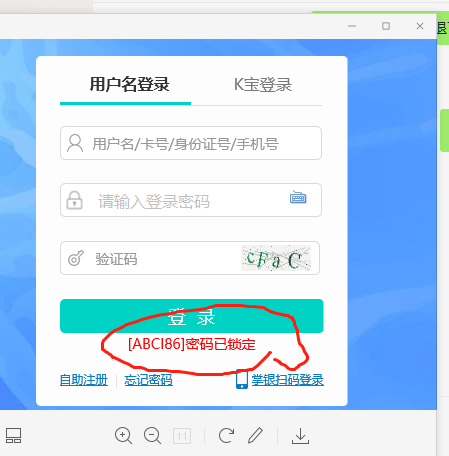 退
用户名登录 K宝登录
用户名/卡号/身份证号/手机号
请输入登录密码
验证码 cFaC
登 录
[ABCI86]密码已锁定
自助注册 忘记密码 掌银扫码登录
1:1